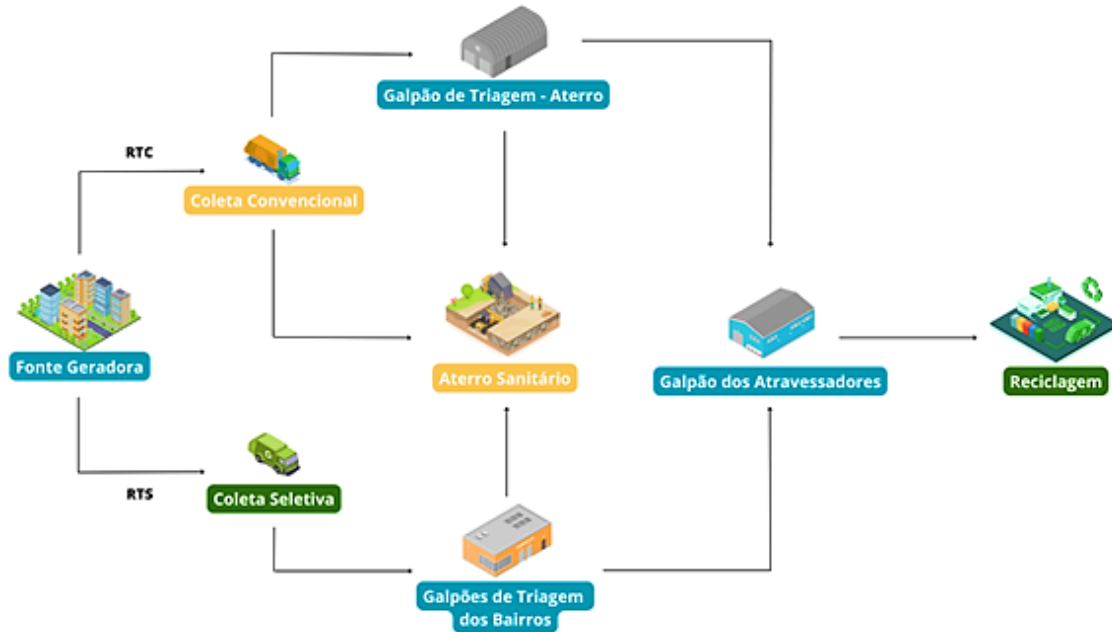 Galpão de Triagem - Aterro
RTC
Coleta Convencional
Fonte Geradora
Aterro Sanitário
Galpão dos Atravessadores
Reciclagem
RTS
Coleta Seletiva
Galpões de Triagem
dos Bairros